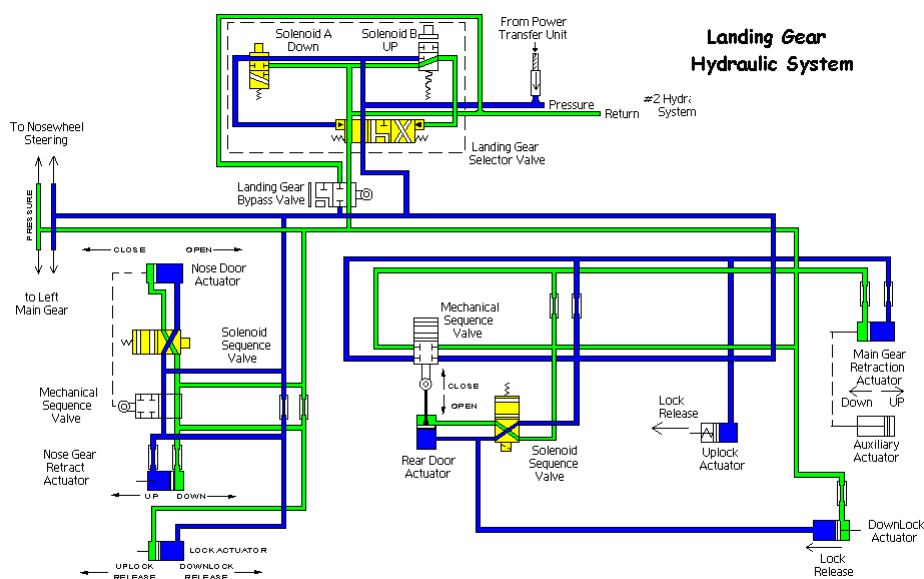 Landing Gear
Hydraulic System
Solenoid A
Down
Solenoid B
UP
From Power
Transfer Unit
Pressure
Return
#2 Hydra
System
Landing Gear
Selector Valve
To Nosewheel
Steering
Landing Gear
Bypass Valve
PRESSURE
CLOSE
OPEN
Nose Door
Actuator
to Left
Main Gear
Solenoid
Sequence
Valve
Mechanical
Sequence
Valve
Nose Gear
Retract
Actuator
UP
DOWN
LOCK ACTUATOR
UPLOCK
RELEASE
DOWNLOCK
RELEASE
Mechanical
Sequence
Valve
CLOSE
OPEN
Rear Door
Actuator
Solenoid
Sequence
Valve
Lock
Release
Uplock
Actuator
Main Gear
Retraction
Actuator
Down
UP
Auxiliary
Actuator
DownLock
Actuator
Lock
Release